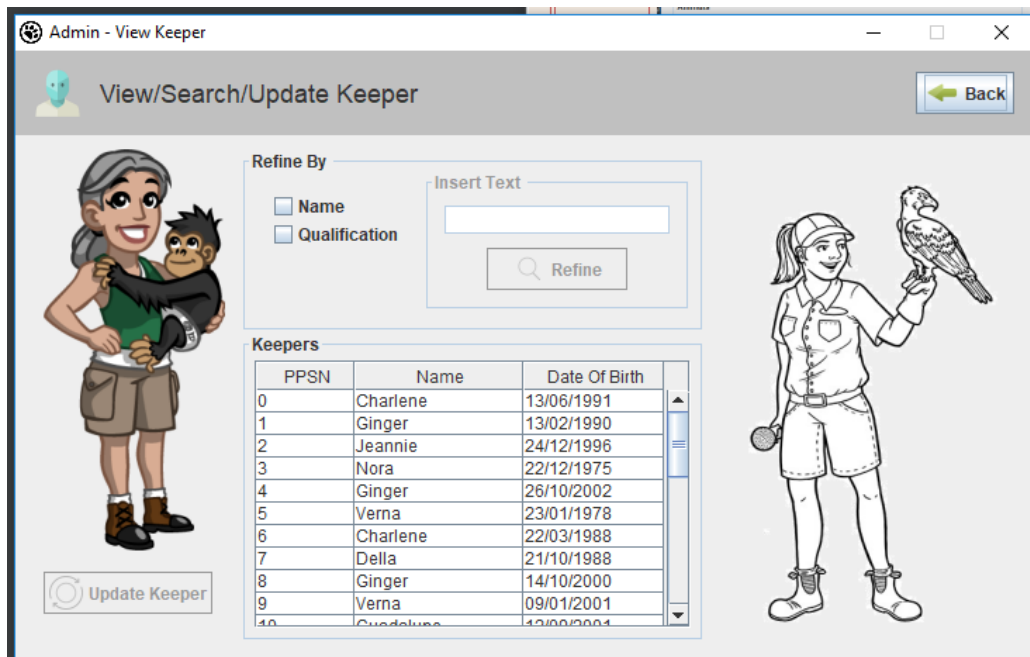 Admin - View Keeper
View/Search/Update Keeper
Back
Refine By
Name
Qualification
Insert Text
Refine
Keepers
PPSN Name Date Of Birth
0 Charlene 13/06/1991
1 Ginger 13/02/1990
2 Jeannie 24/12/1996
3 Nora 22/12/1975
4 Ginger 26/10/2002
5 Verna 23/01/1978
6 Charlene 22/03/1988
7 Della 21/10/1988
8 Ginger 14/10/2000
9 Verna 09/01/2001
10 Guadalupe
Update Keeper